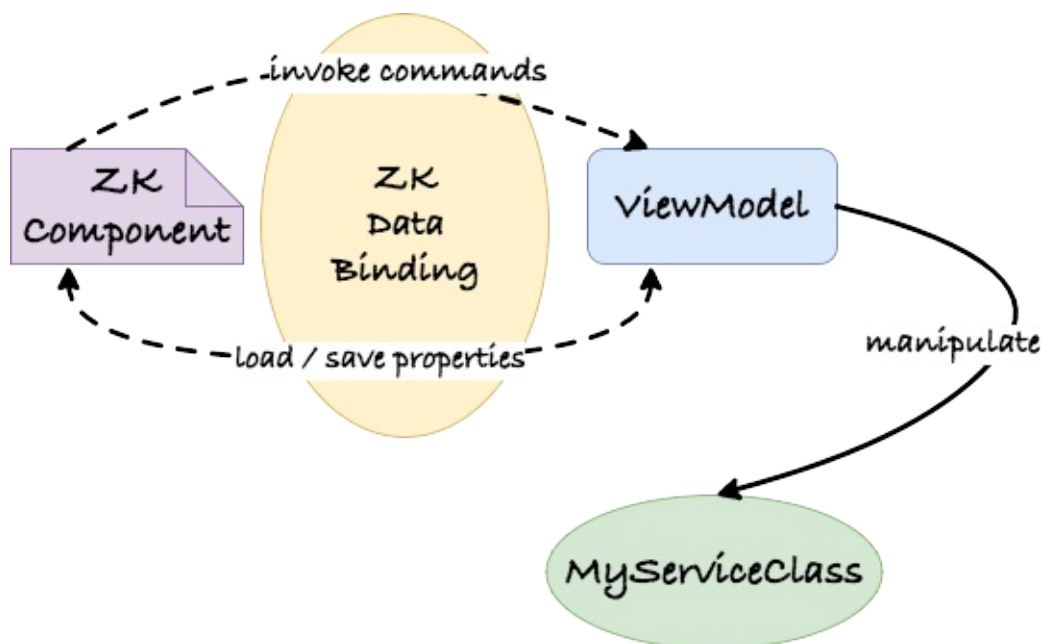 invoke commands
ZK
Component
ZK
Data
Binding
ViewModel
load / save properties
manipulate
MyServiceClass